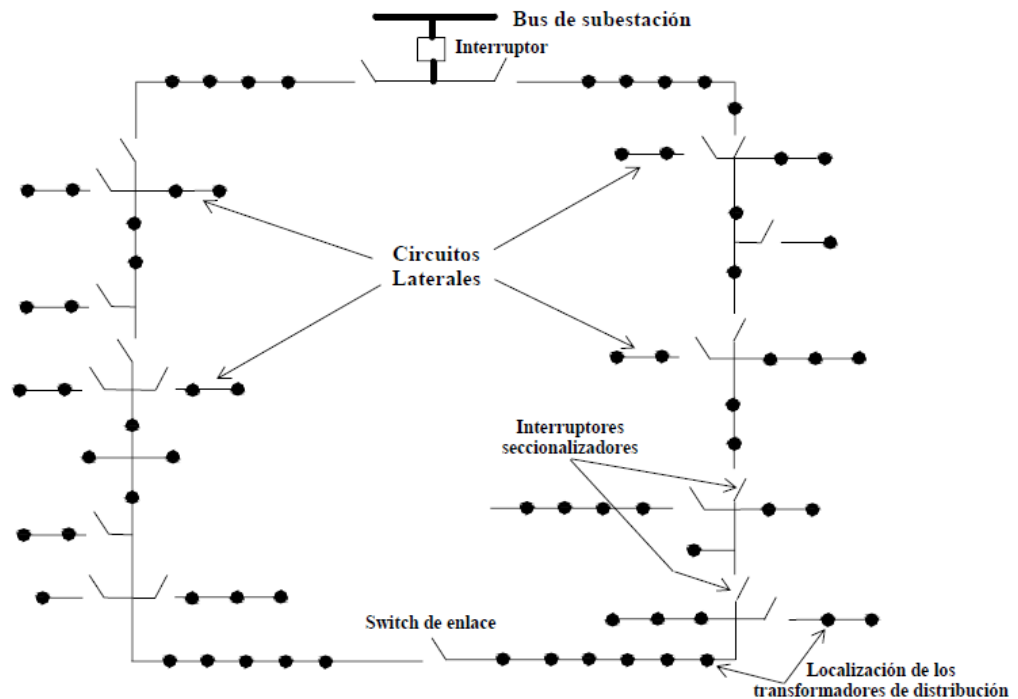 Bus de subestación
Interruptor
Circuitos
Laterales
Interruptores
seccionalizadores
Switch de enlace
Localización de los
transformadores de distribución